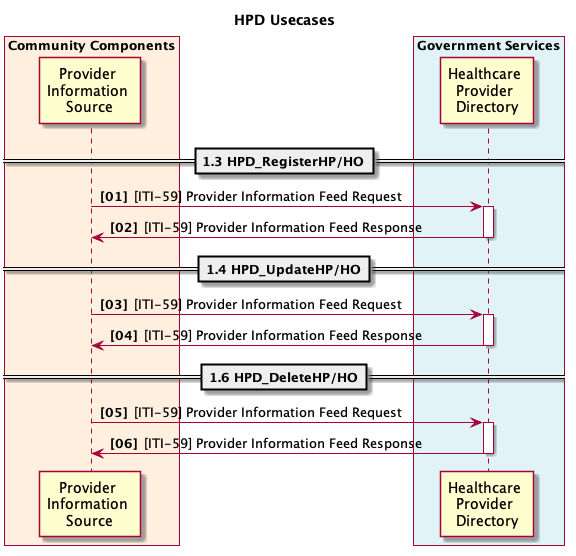 HPD Usecases
Community Components
Government Services
Provider
Information
Source
Healthcare
Provider
Directory
1.3 HPD_RegisterHP/HO
[01] [ITI-59] Provider Information Feed Request
[02] [ITI-59] Provider Information Feed Response
1.4 HPD_UpdateHP/HO
[03] [ITI-59] Provider Information Feed Request
[04] [ITI-59] Provider Information Feed Response
1.6 HPD_DeleteHP/HO
[05] [ITI-59] Provider Information Feed Request
[06] [ITI-59] Provider Information Feed Response
Provider
Information
Source
Healthcare
Provider
Directory